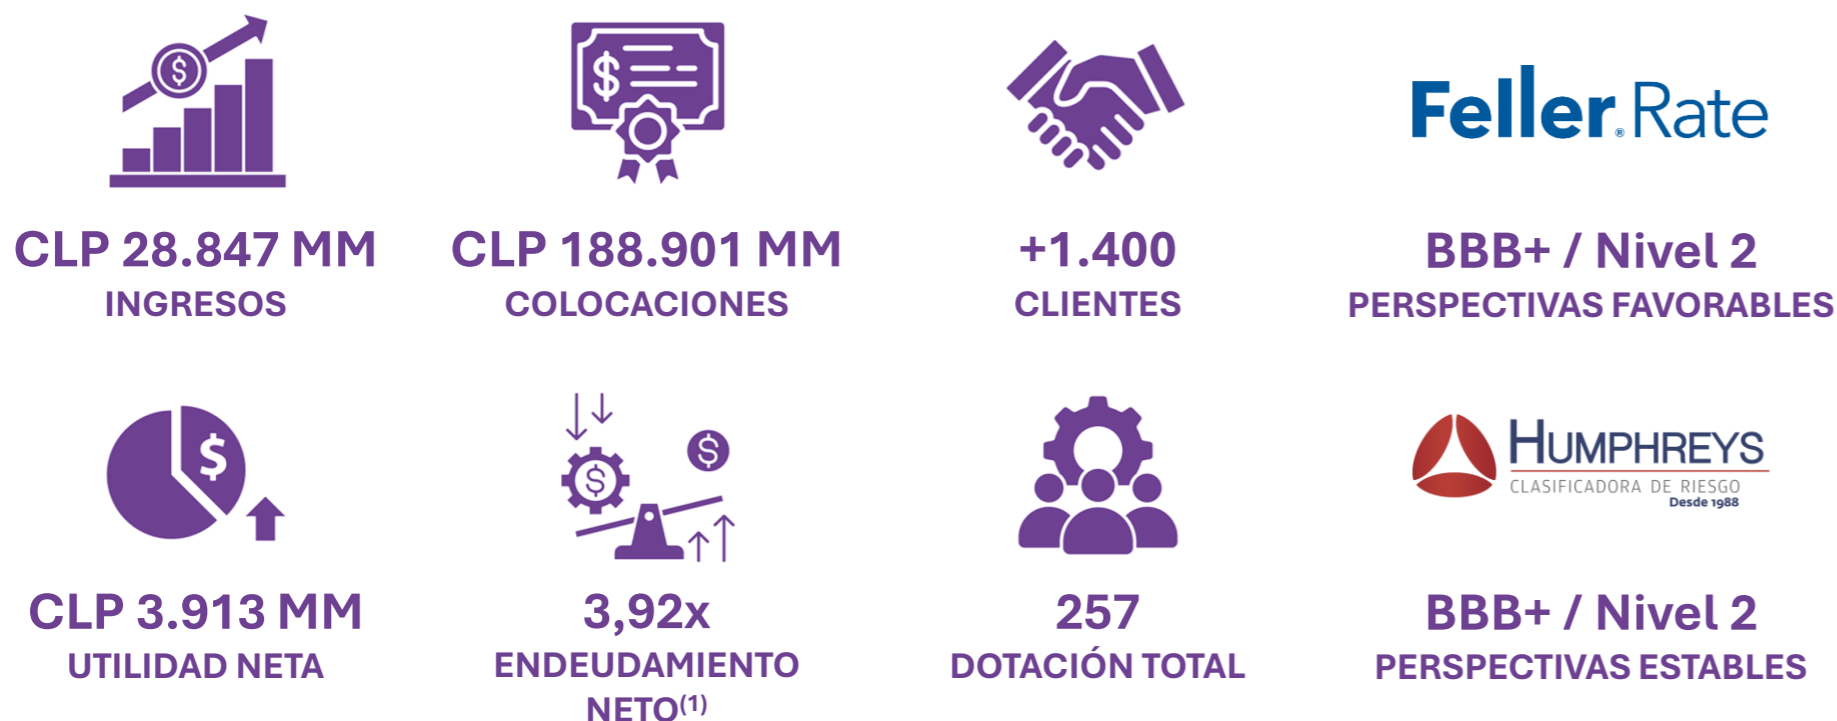 Feller.®Rate
CLP 28.847 MM
INGRESOS
CLP 188.901 MM
COLOCACIONES
+1.400
CLIENTES
BBB+ / Nivel 2
PERSPECTIVAS FAVORABLES
HUMPHREYS
CLASIFICADORA DE RIESGO
Desde 1988
CLP 3.913 MM
UTILIDAD NETA
3,92x
ENDEUDAMIENTO
NETO(1)
257
DOTACIÓN TOTAL
BBB+ / Nivel 2
PERSPECTIVAS ESTABLES